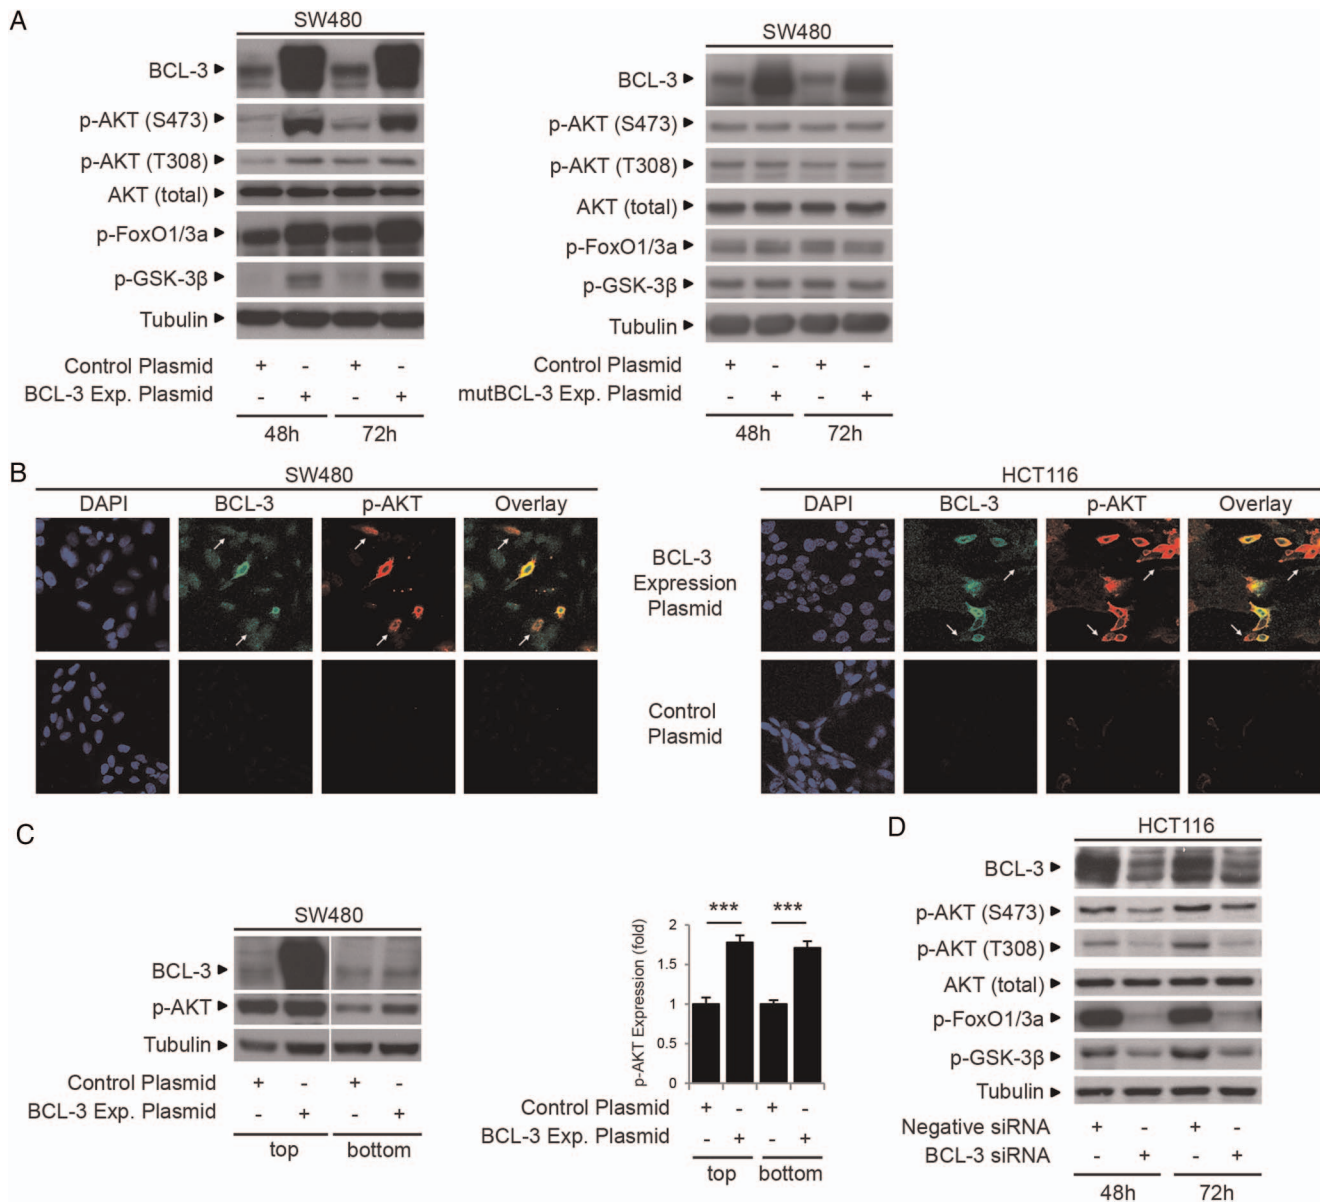 A
SW480
BCL-3
p-AKT (S473)
p-AKT (T308)
AKT (total)
p-FoxO1/3a
p-GSK-3β
Tubulin
Control Plasmid + - + -
BCL-3 Exp. Plasmid - + - +
48h 72h
SW480
BCL-3
p-AKT (S473)
p-AKT (T308)
AKT (total)
p-FoxO1/3a
p-GSK-3β
Tubulin
Control Plasmid + - + -
mutBCL-3 Exp. Plasmid - + - +
48h 72h
B
SW480
DAPI BCL-3 p-AKT Overlay
BCL-3
Expression
Plasmid
Control
Plasmid
HCT116
DAPI BCL-3 p-AKT Overlay
C
SW480
BCL-3
p-AKT
Tubulin
Control Plasmid + - + -
BCL-3 Exp. Plasmid - + - +
top bottom
p-AKT Expression (fold)
2
1.5
1
0.5
0
*** ***
Control Plasmid + - + -
BCL-3 Exp. Plasmid - + - +
top bottom
D
HCT116
BCL-3
p-AKT (S473)
p-AKT (T308)
AKT (total)
p-FoxO1/3a
p-GSK-3β
Tubulin
Negative siRNA + - + -
BCL-3 siRNA - + - +
48h 72h